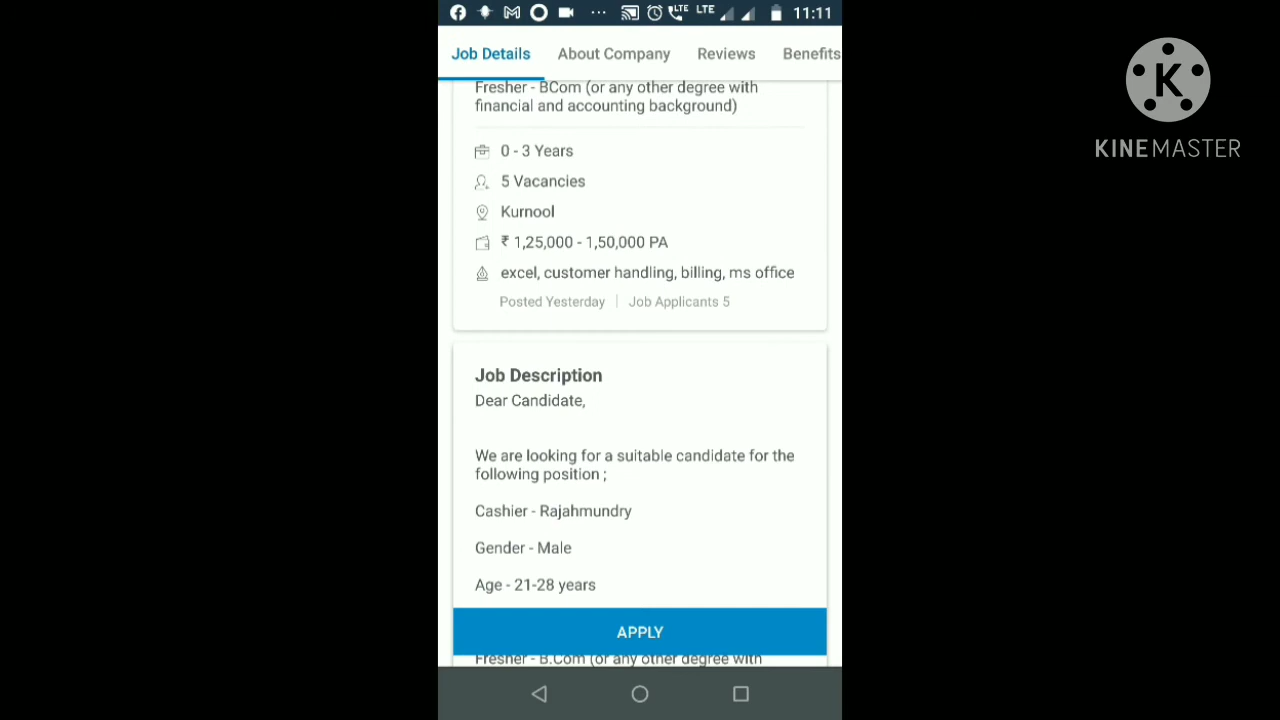 LTE LTE 11:11
Job Details About Company Reviews Benefits
Fresher - BCom (or any other degree with
financial and accounting background)
0 - 3 Years
5 Vacancies
Kurnool
₹ 1,25,000 - 1,50,000 PA
excel, customer handling, billing, ms office
Posted Yesterday | Job Applicants 5
Job Description
Dear Candidate,
We are looking for a suitable candidate for the
following position ;
Cashier - Rajahmundry
Gender - Male
Age - 21-28 years
APPLY
Fresher - B.Com (or any other degree with
K
KINEMASTER